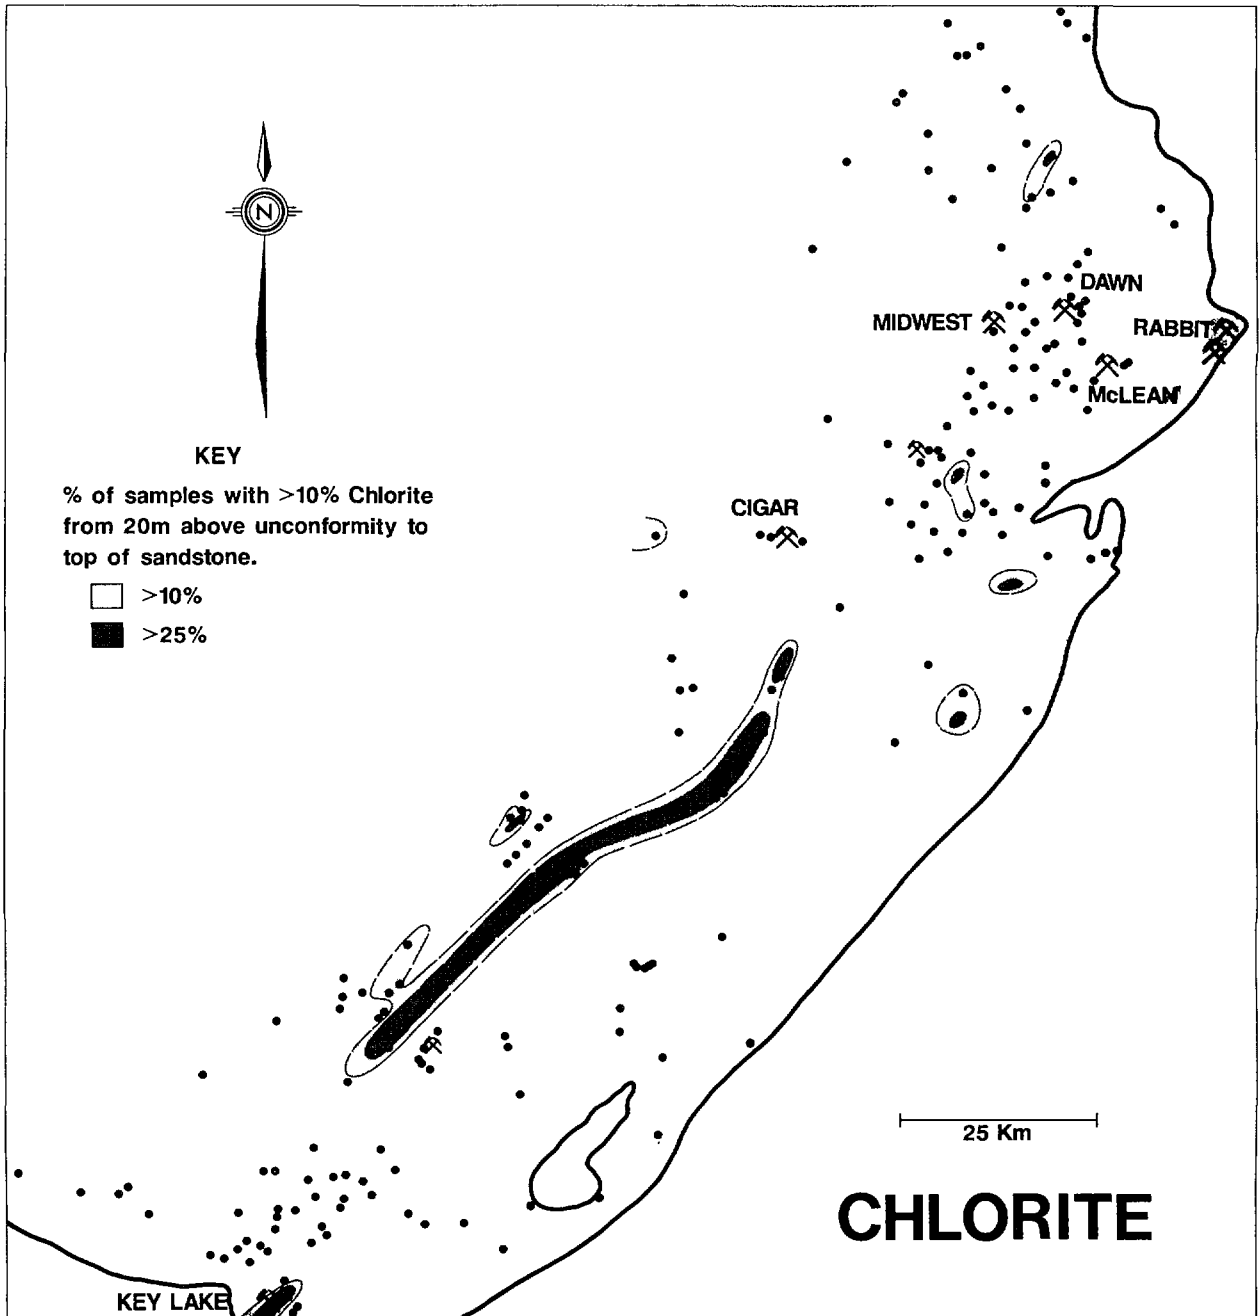 N
DAWN
MIDWEST
RABBIT
McLEAN
KEY
% of samples with >10% Chlorite
from 20m above unconformity to
top of sandstone.
>10%
>25%
CIGAR
25 Km
CHLORITE
KEY LAKE